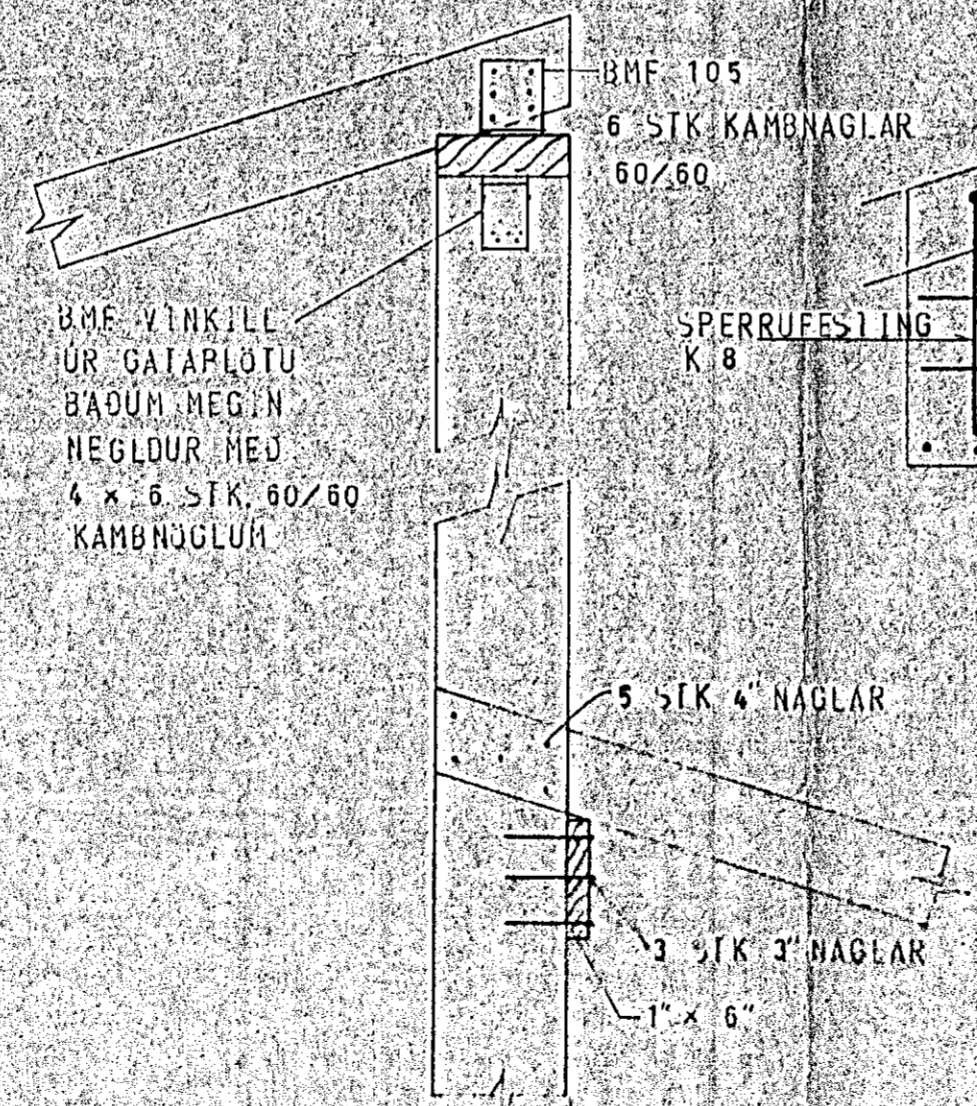 BMF 105
6 STK KAMBNAGLAR
60/60
BMF VINKILL
ÚR GATAPLÖTU
BÁÐUM MEGIN
NEGLDUR MEÐ
4 x 6 STK. 60/60
KAMBNÖGLUM
SPERRUFESTING
K 8
5 STK 4" NAGLAR
3 STK 3" NAGLAR
1" x 6"